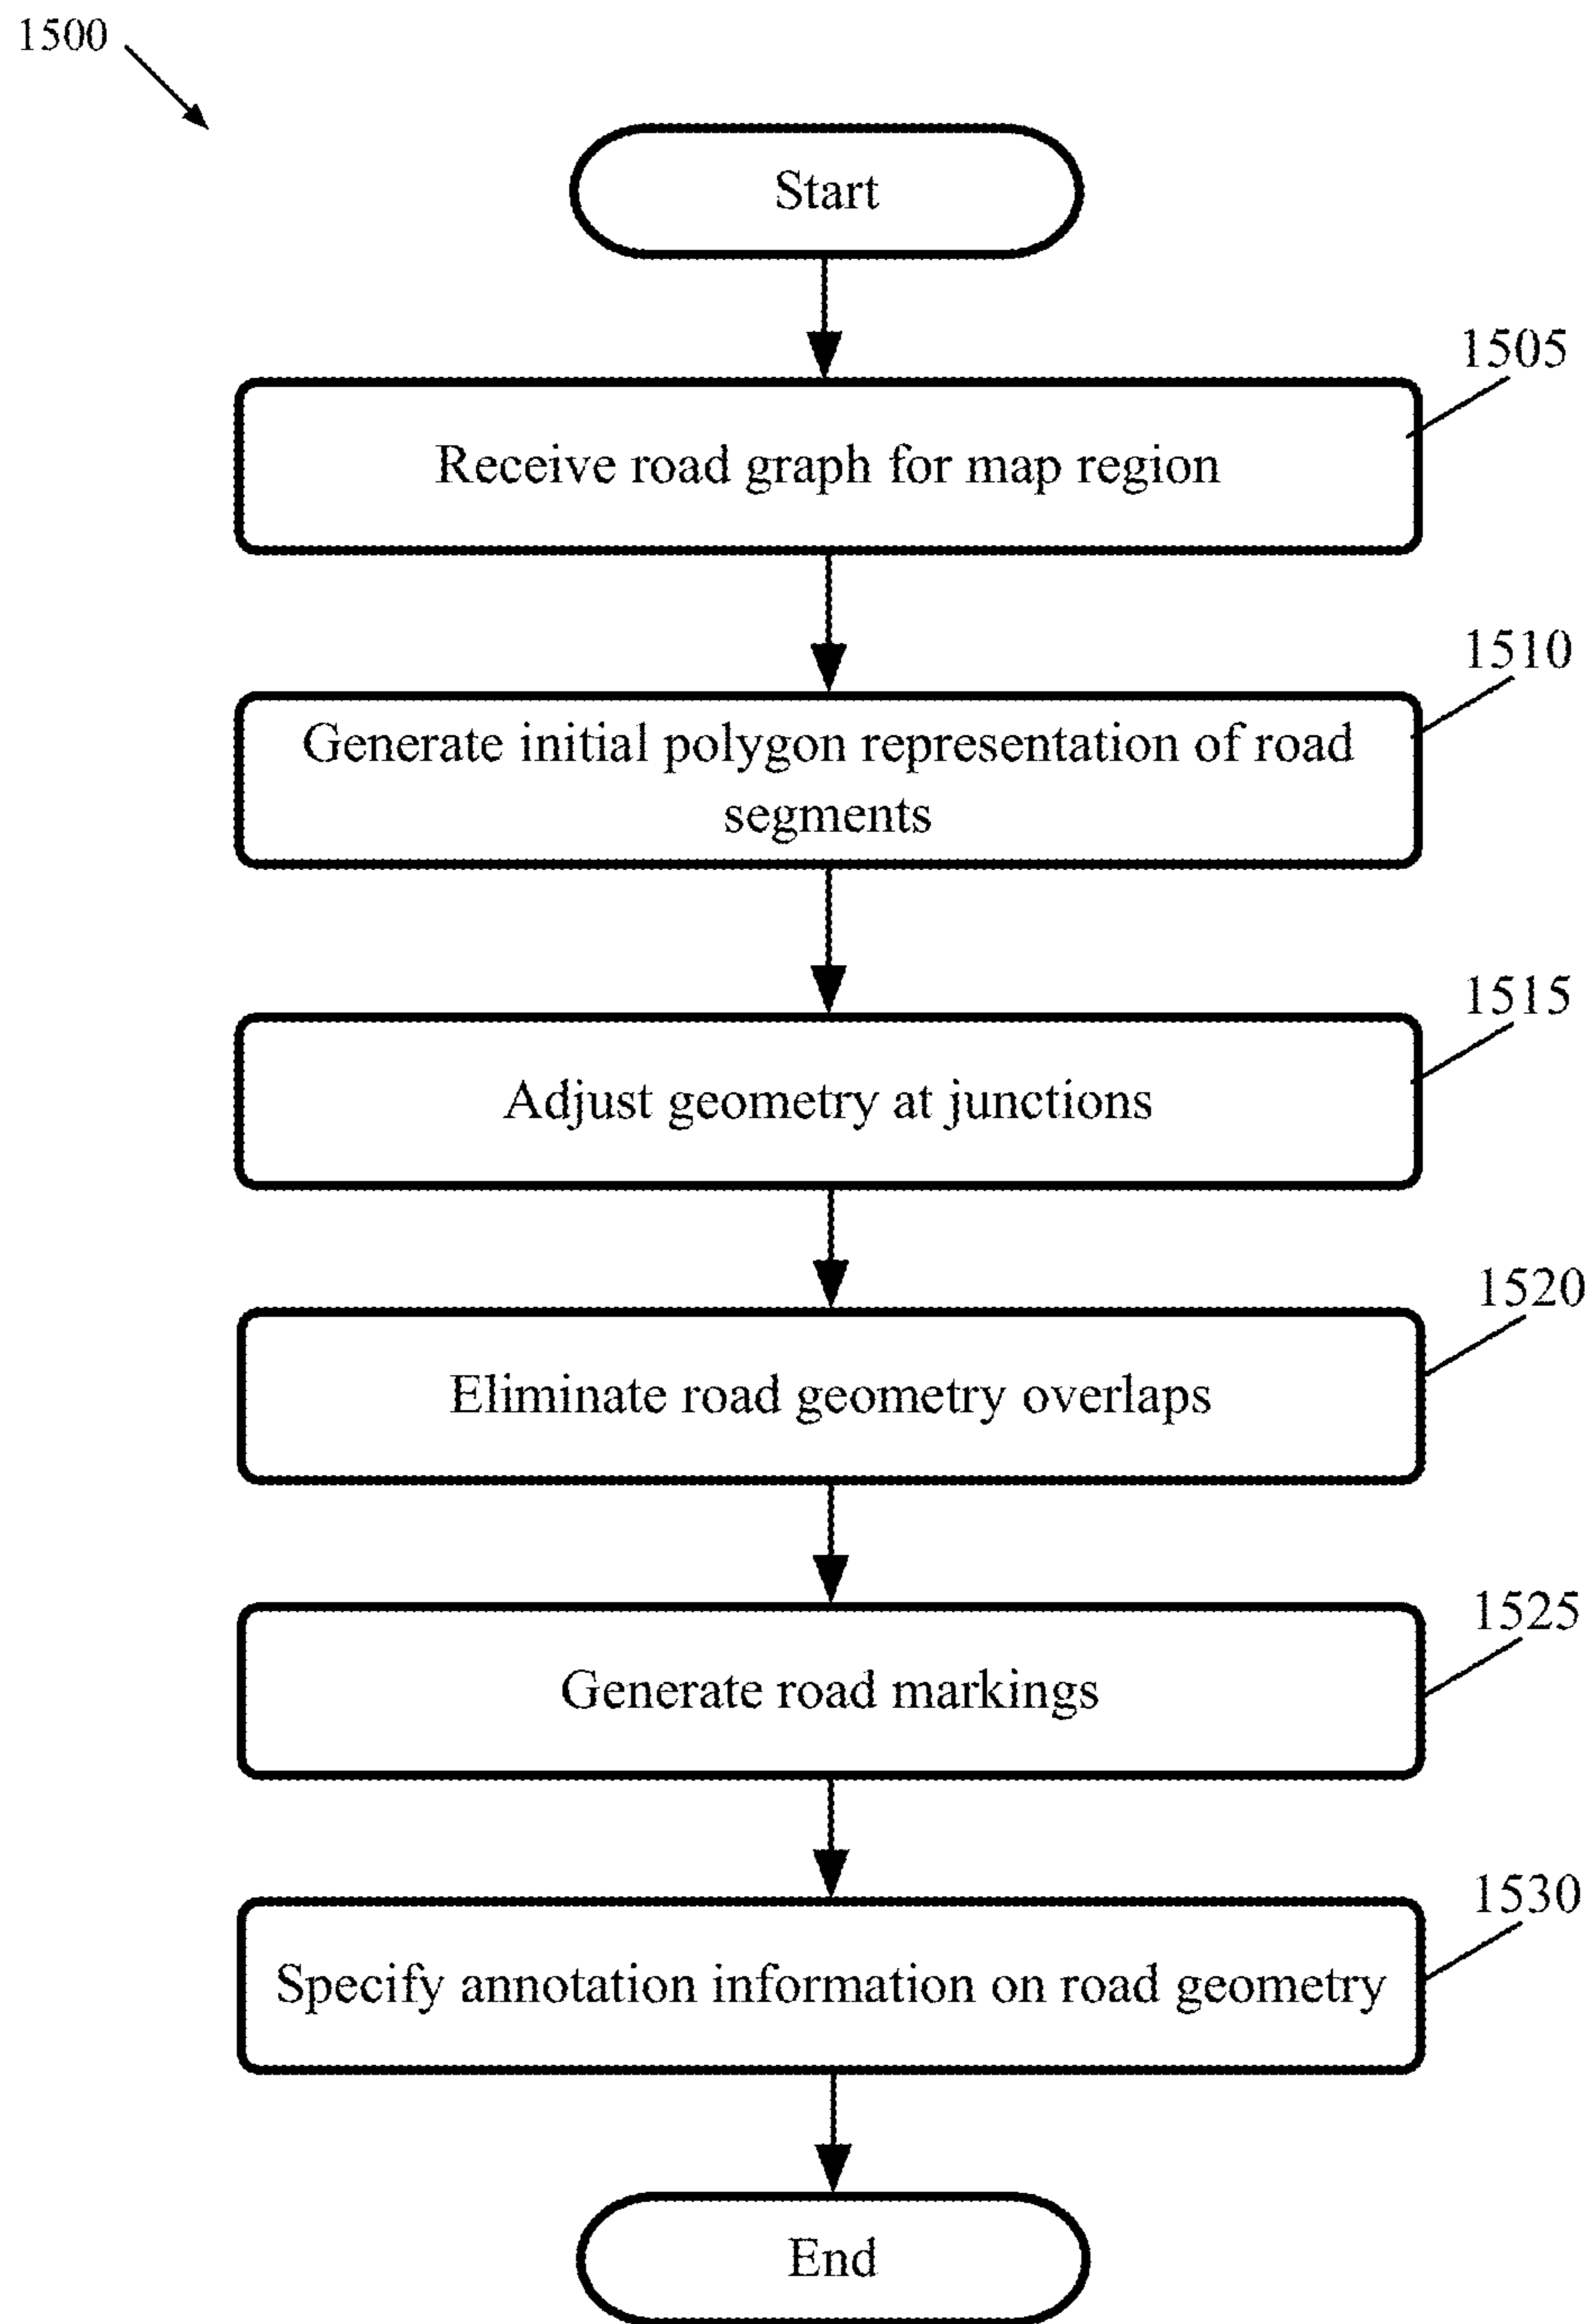 1500
Start
1505
Receive road graph for map region
1510
Generate initial polygon representation of road
segments
1515
Adjust geometry at junctions
1520
Eliminate road geometry overlaps
1525
Generate road markings
1530
Specify annotation information on road geometry
End